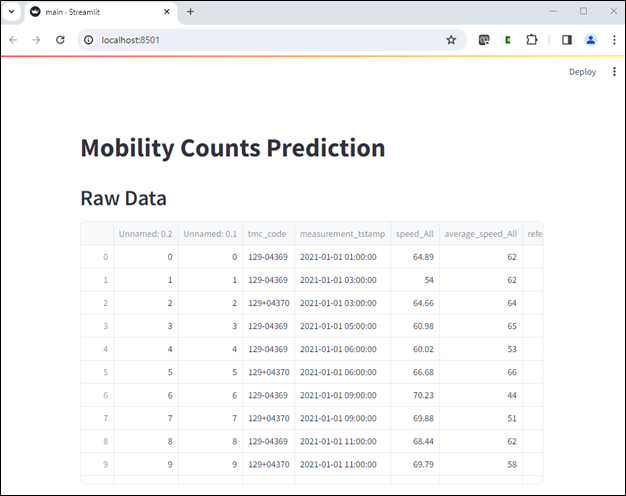 main - Streamlit
localhost:8501
Deploy
Mobility Counts Prediction
Raw Data
Unnamed: 0.2 Unnamed: 0.1 tmc_code measurement_tstamp speed_All average_speed_All refe
0 0 0 129-04369 2021-01-01 01:00:00 64.89 62
1 1 1 129-04369 2021-01-01 03:00:00 54 62
2 2 2 129+04370 2021-01-01 03:00:00 64.66 64
3 3 3 129-04369 2021-01-01 05:00:00 60.98 65
4 4 4 129-04369 2021-01-01 06:00:00 60.02 53
5 5 5 129+04370 2021-01-01 06:00:00 66.68 66
6 6 6 129-04369 2021-01-01 09:00:00 70.23 44
7 7 7 129+04370 2021-01-01 09:00:00 69.88 51
8 8 8 129-04369 2021-01-01 11:00:00 68.44 62
9 9 9 129+04370 2021-01-01 11:00:00 69.79 58